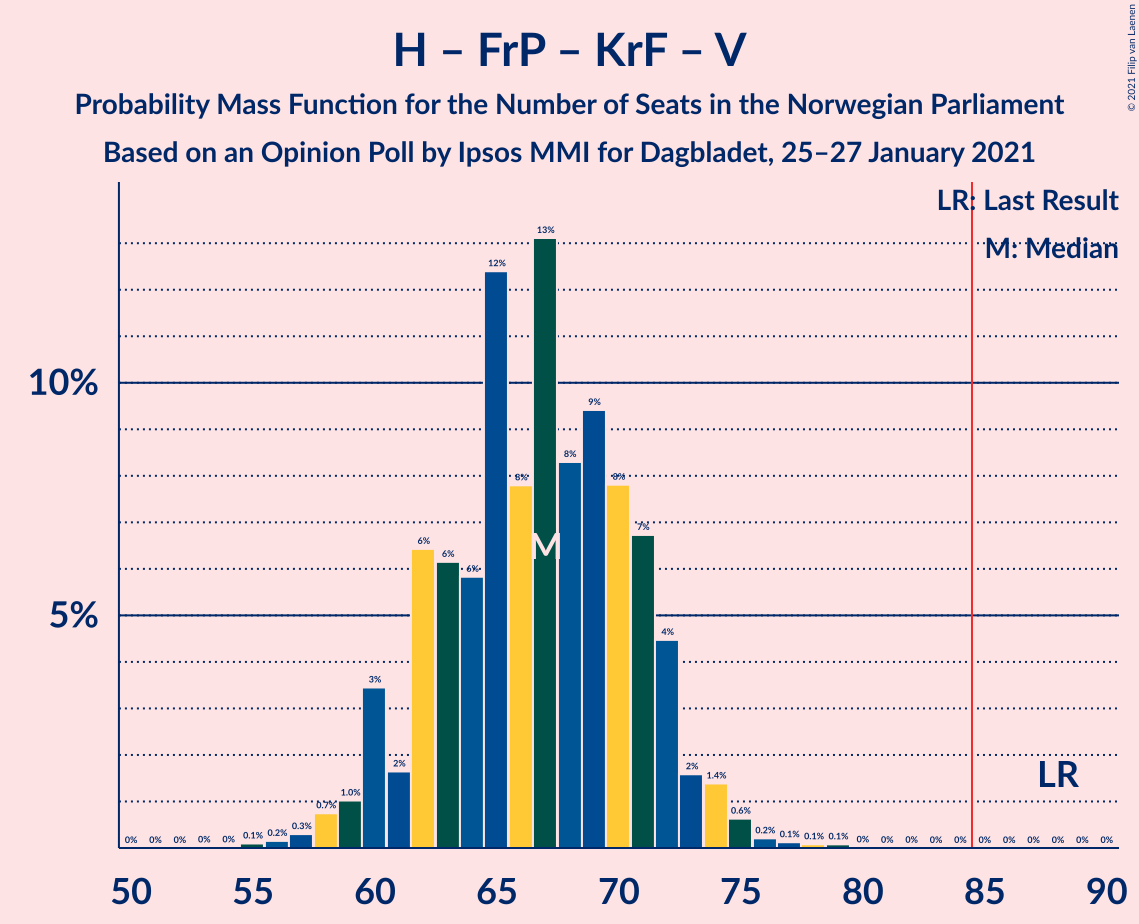 H – FrP – KrF – V
Probability Mass Function for the Number of Seats in the Norwegian Parliament
Based on an Opinion Poll by Ipsos MMI for Dagbladet, 25–27 January 2021
© 2021 Filip van Laenen
LR: Last Result
M: Median
10%
5%
0% 0% 0% 0% 0% 0.1% 0.2% 0.3% 0.7% 1.0% 3% 2% 6% 6% 6% 12% 8% 13% 8% 9% 8% 7% 4% 2% 1.4% 0.6% 0.2% 0.1% 0.1% 0.1% 0% 0% 0% 0% 0% 0% 0% 0% 0% 0% 0%
M
LR
50 55 60 65 70 75 80 85 90